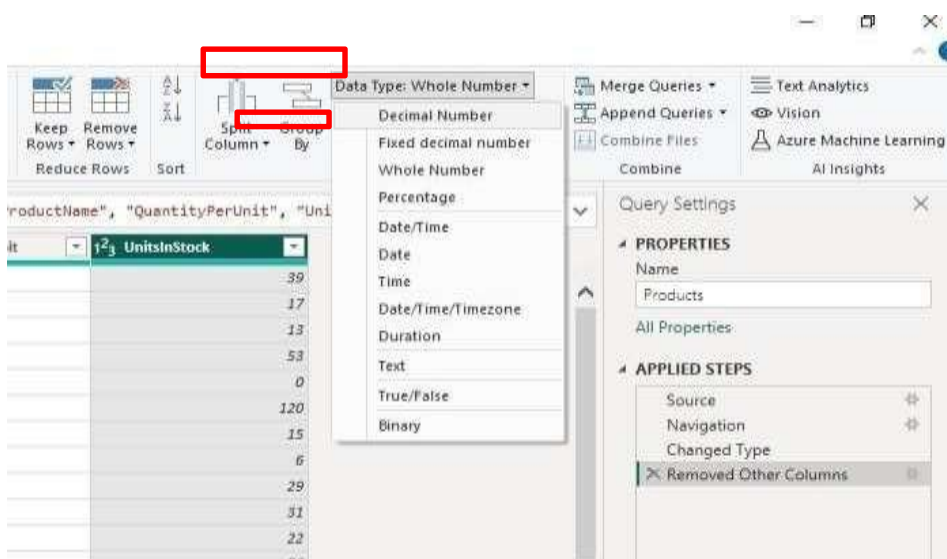 Data Type: Whole Number
Merge Queries
Text Analytics
Keep Rows
Remove Rows
Split Column
Group By
Append Queries
Vision
Combine Files
Azure Machine Learning
Reduce Rows
Sort
Combine
AI Insights
Decimal Number
Fixed decimal number
Whole Number
Percentage
Date/Time
Date
Time
Date/Time/Timezone
Duration
Text
True/False
Binary
roductName", "QuantityPerUnit", "Uni
it
1²3 UnitsInStock
39
17
13
53
0
120
15
6
29
31
22
Query Settings
PROPERTIES
Name
Products
All Properties
APPLIED STEPS
Source
Navigation
Changed Type
Removed Other Columns